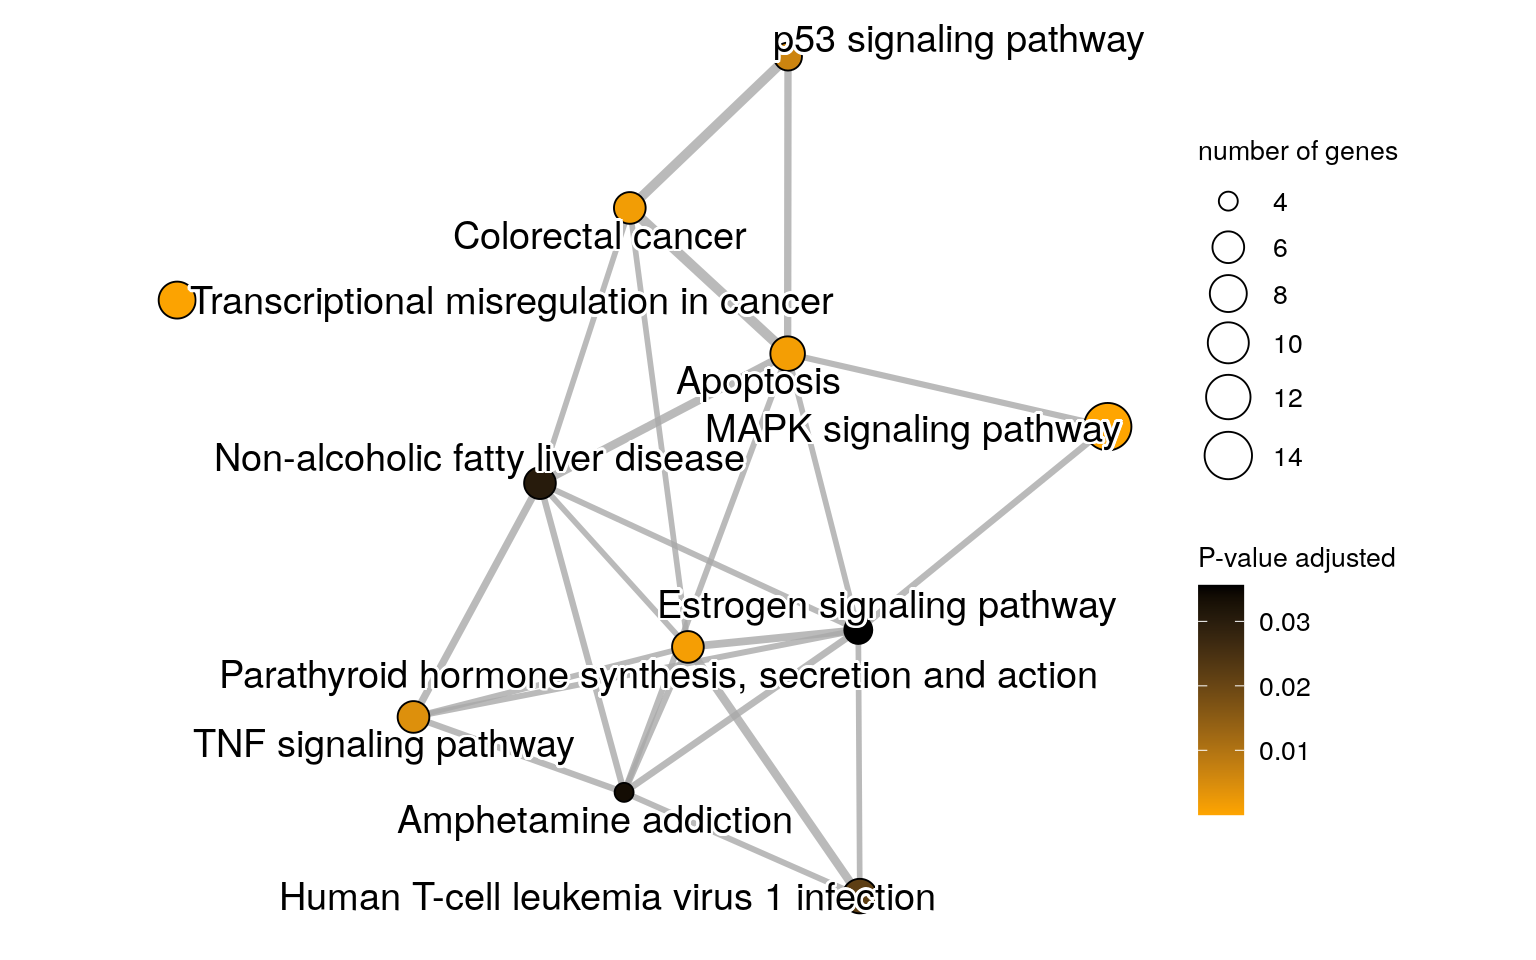 p53 signaling pathway
Colorectal cancer
Transcriptional misregulation in cancer
Apoptosis
MAPK signaling pathway
Non-alcoholic fatty liver disease
Estrogen signaling pathway
Parathyroid hormone synthesis, secretion and action
TNF signaling pathway
Amphetamine addiction
Human T-cell leukemia virus 1 infection
number of genes
4
6
8
10
12
14
P-value adjusted
0.03
0.02
0.01